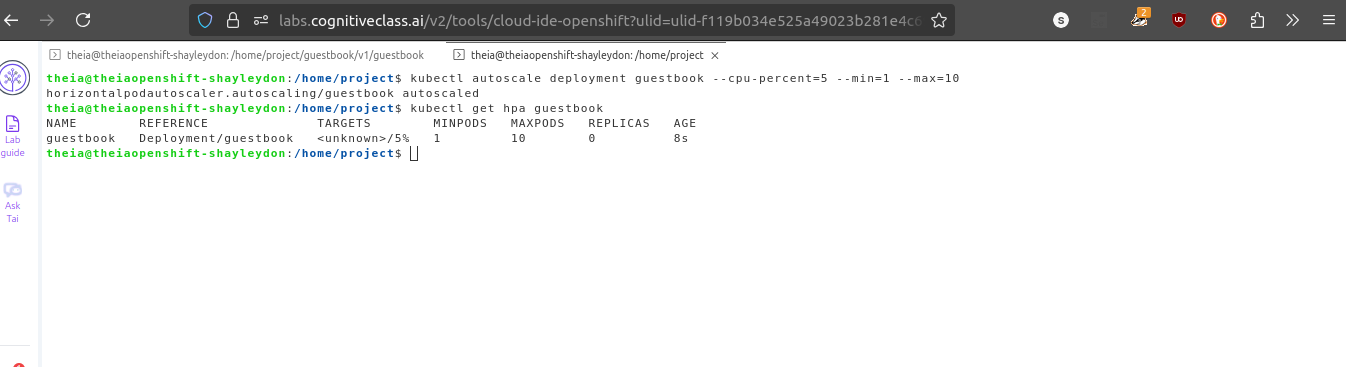 labs.cognitiveclass.ai/v2/tools/cloud-ide-openshift?ulid=ulid-f119b034e525a49023b281e4c6
S
2
theia@theiaopenshift-shayleydon: /home/project/guestbook/v1/guestbook
theia@theiaopenshift-shayleydon: /home/project
theia@theiaopenshift-shayleydon:/home/project$ kubectl autoscale deployment guestbook --cpu-percent=5 --min=1 --max=10
horizontalpodautoscaler.autoscaling/guestbook autoscaled
theia@theiaopenshift-shayleydon:/home/project$ kubectl get hpa guestbook
NAME REFERENCE TARGETS MINPODS MAXPODS REPLICAS AGE
guestbook Deployment/guestbook <unknown>/5% 1 10 0 8s
theia@theiaopenshift-shayleydon:/home/project$
Lab
guide
Ask
Tai